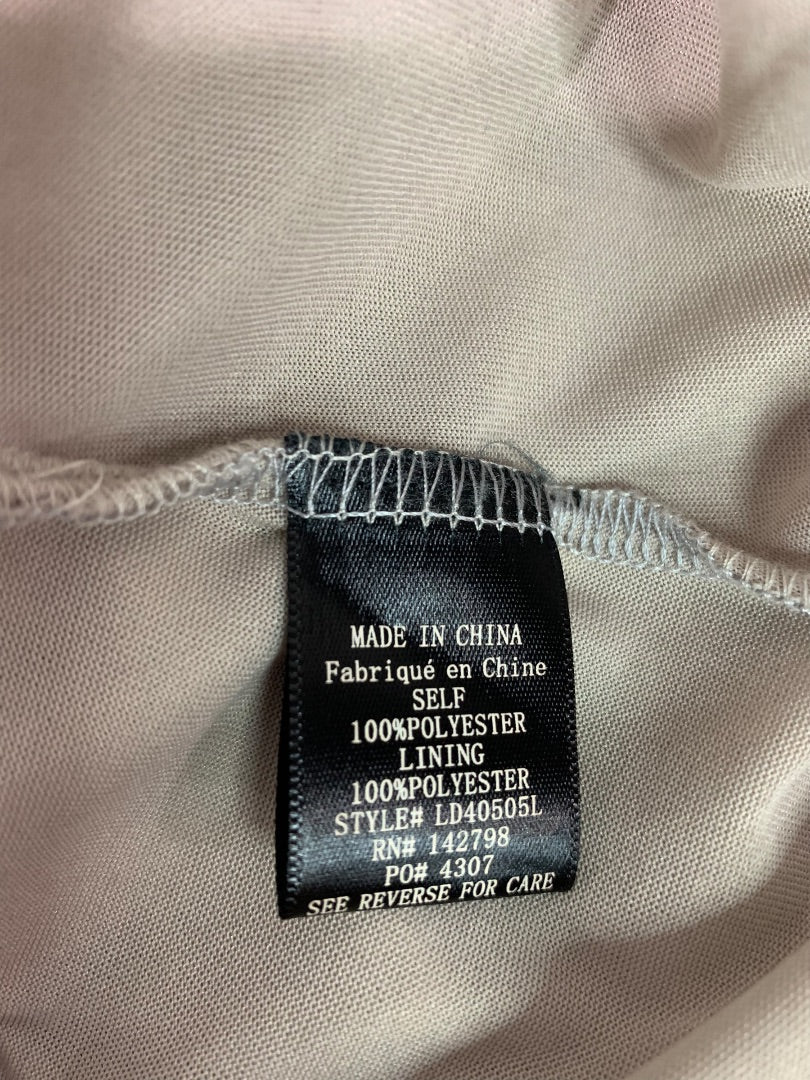 MADE IN CHINA
Fabriqué en Chine
SELF
100%POLYESTER
LINING
100%POLYESTER
STYLE# LD40505L
RN# 142798
PO# 4307
SEE REVERSE FOR CARE